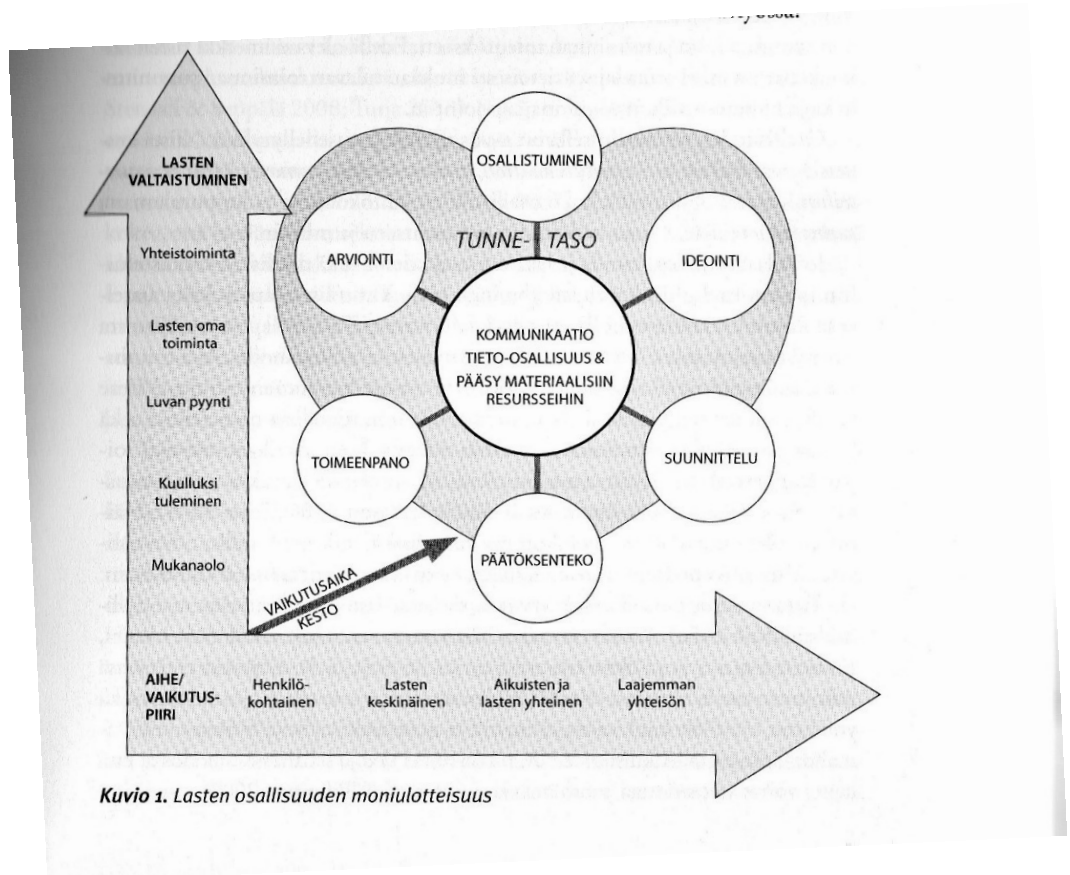 LASTEN
VALTAISTUMINEN
Yhteistoiminta
Lasten oma
toiminta
Luvan pyynti
Kuulluksi
tuleminen
Mukanaolo
OSALLISTUMINEN
TUNNE- TASO
ARVIOINTI
IDEOINTI
KOMMUNIKAATIO
TIETO-OSALLISUUS &
PÄÄSY MATERIAALISIIN
RESURSSEIHIN
TOIMEENPANO
SUUNNITTELU
PÄÄTÖKSENTEKO
VAIKUTUSAIKA
KESTO
AIHE/
VAIKUTUS-
PIIRI
Henkilö-
kohtainen
Lasten
keskinäinen
Aikuisten ja
lasten yhteinen
Laajemman
yhteisön
Kuvio 1. Lasten osallisuuden moniulotteisuus